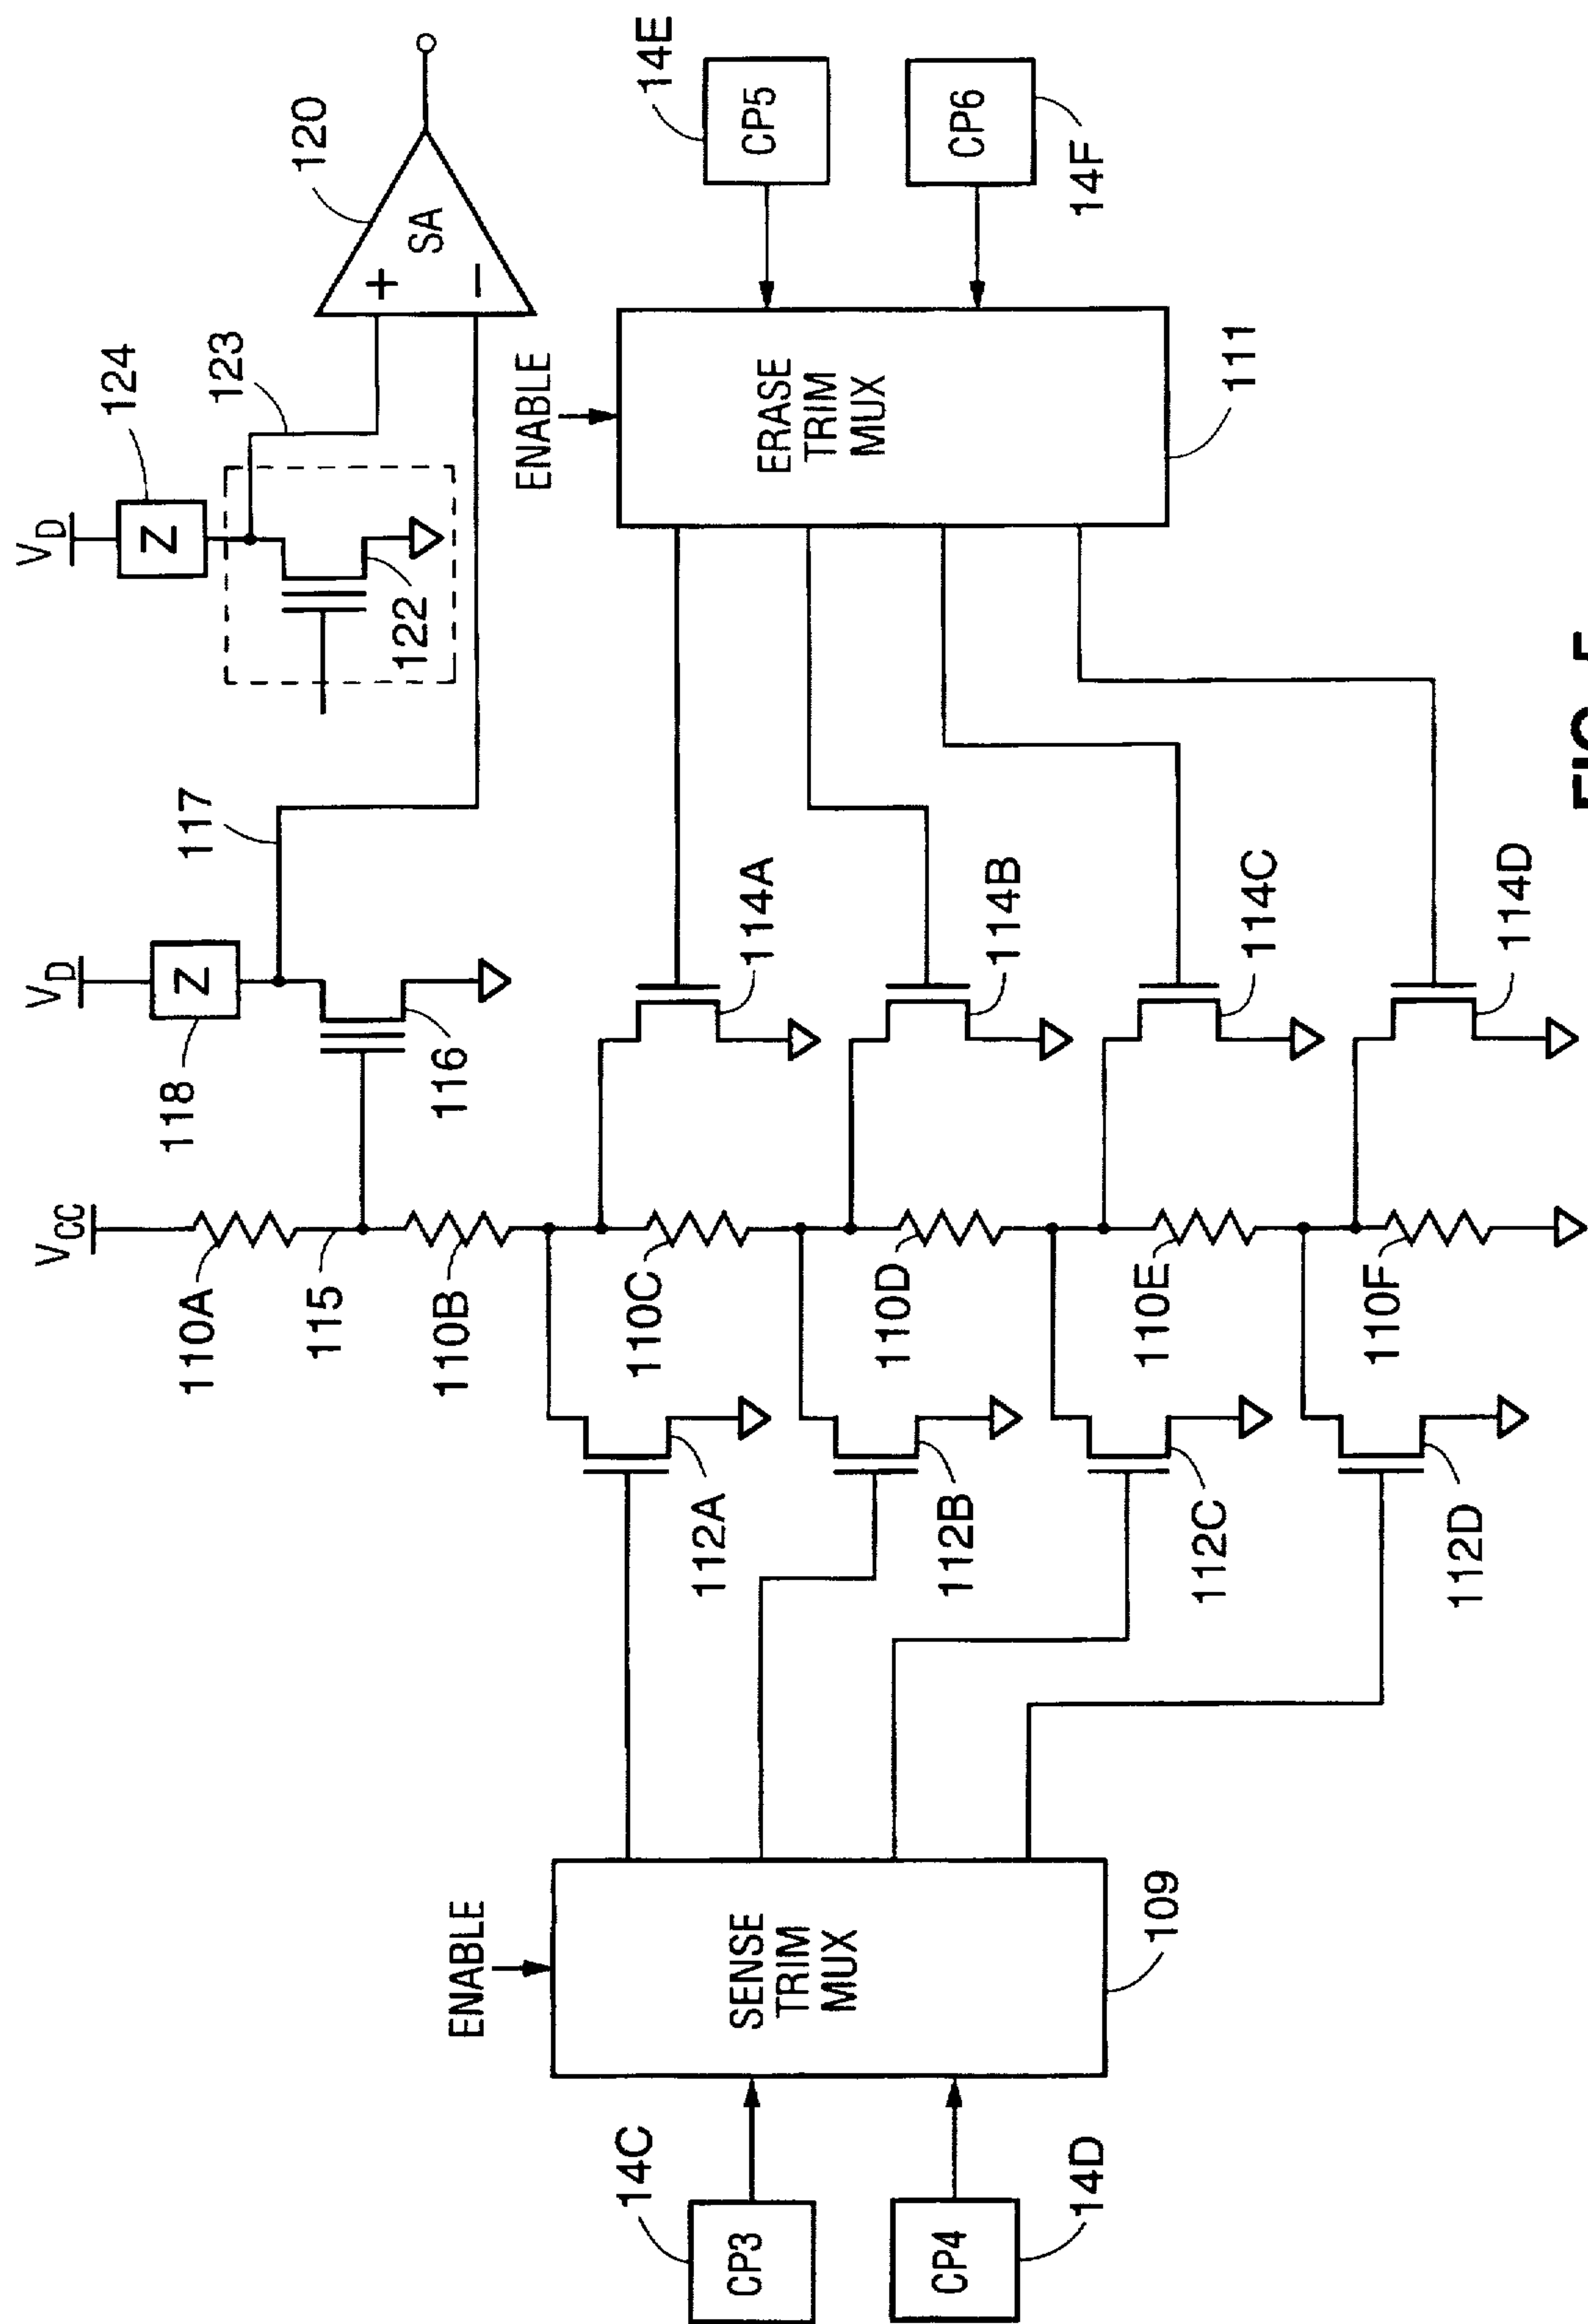 V_CC
V_D
V_D
110A
118
117
124
123
120
Z
Z
115
116
122
+
−
SA
110B
ENABLE
ENABLE
14C
14E
CP3
SENSE
TRIM
MUX
112A
110C
114A
ERASE
TRIM
MUX
CP5
CP4
112B
110D
114B
CP6
14D
109
112C
110E
114C
111
14F
112D
110F
114D